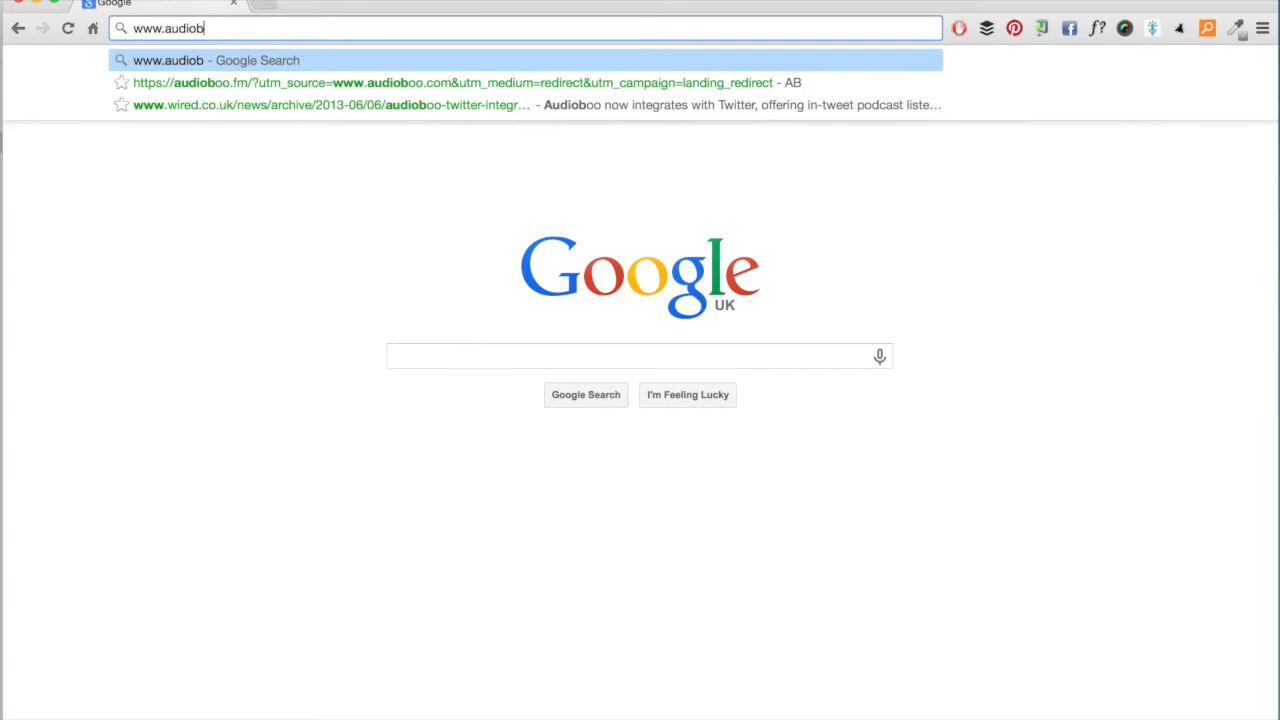 Google
www.audiob
f?
www.audiob - Google Search
https://audioboo.fm/?utm_source=www.audioboo.com&utm_medium=redirect&utm_campaign=landing_redirect - AB
www.wired.co.uk/news/archive/2013-06/06/audioboo-twitter-integr... - Audioboo now integrates with Twitter, offering in-tweet podcast liste...
Google
UK
Google Search
I'm Feeling Lucky